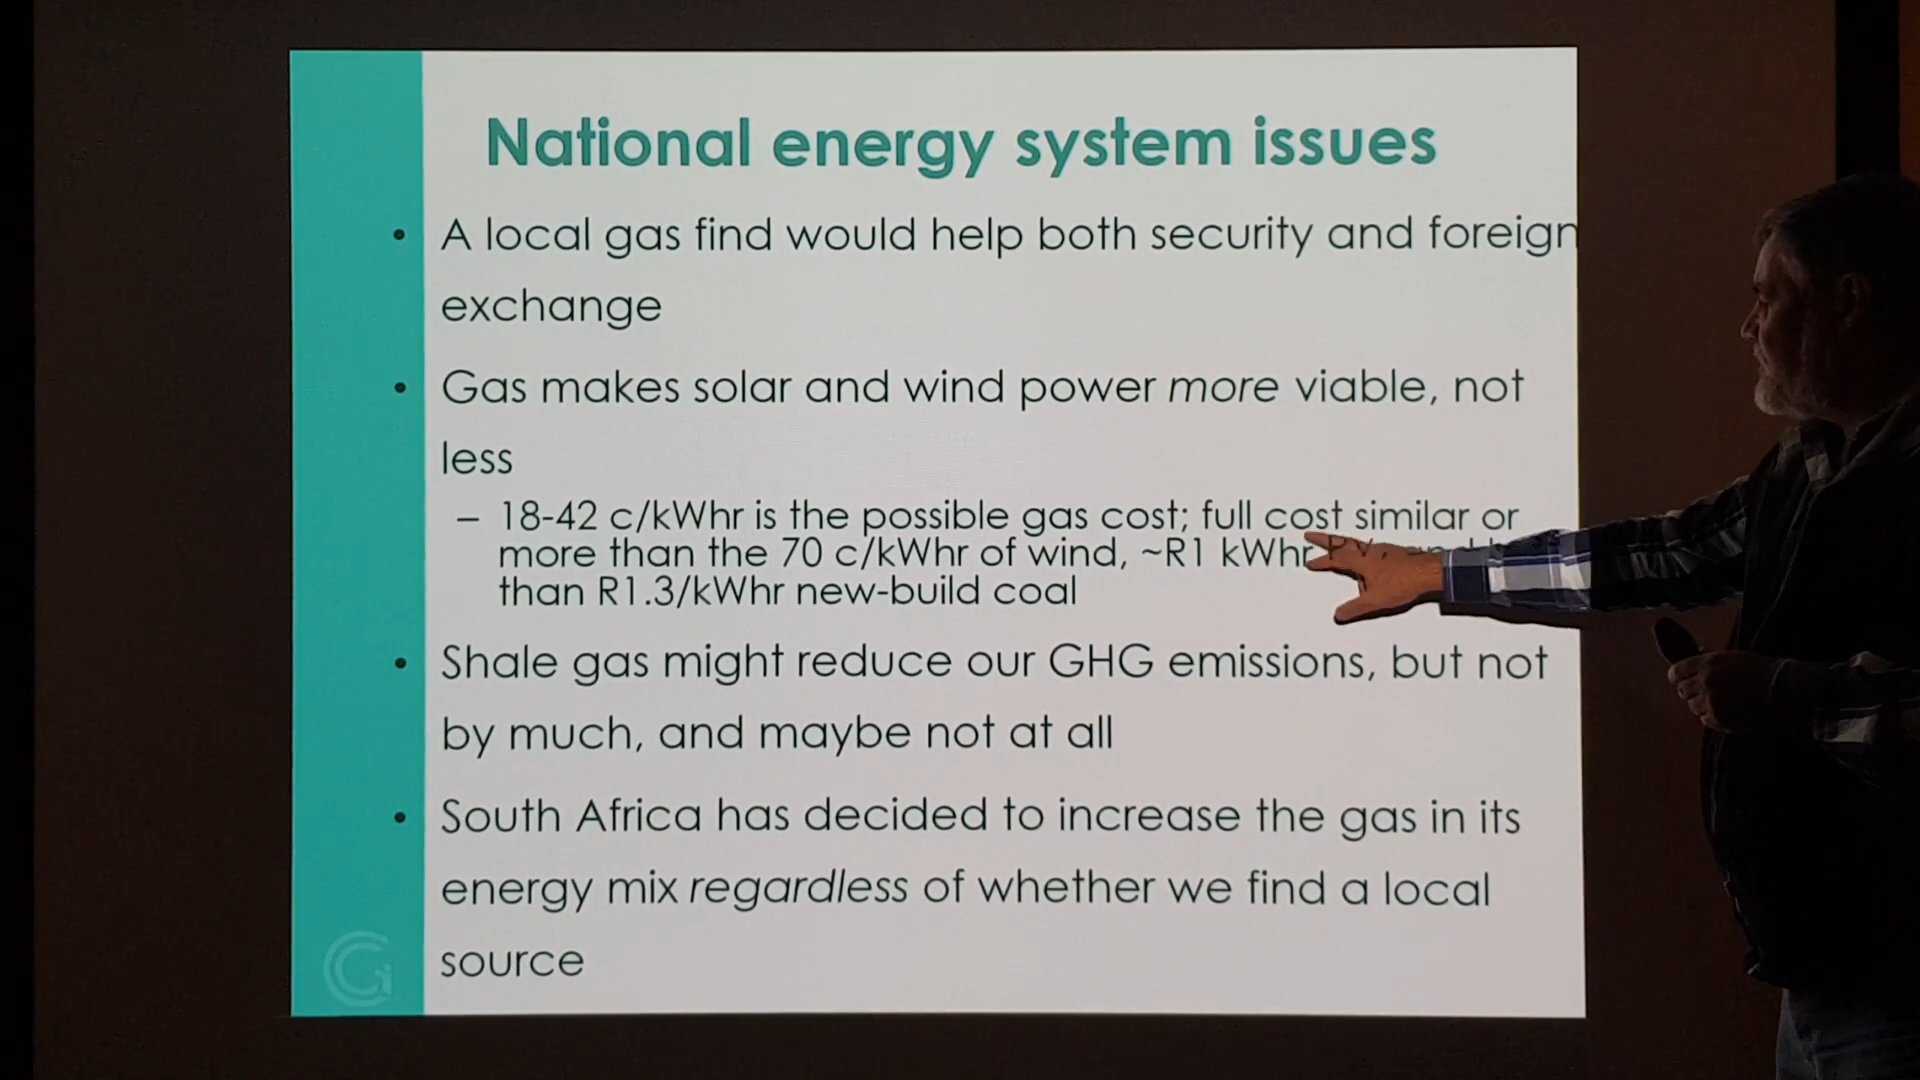 National energy system issues
• A local gas find would help both security and foreign
exchange
• Gas makes solar and wind power more viable, not
less
– 18-42 c/kWhr is the possible gas cost; full cost similar or
more than the 70 c/kWhr of wind, ~R1 kWhr
than R1.3/kWhr new-build coal
• Shale gas might reduce our GHG emissions, but not
by much, and maybe not at all
• South Africa has decided to increase the gas in its
energy mix regardless of whether we find a local
source